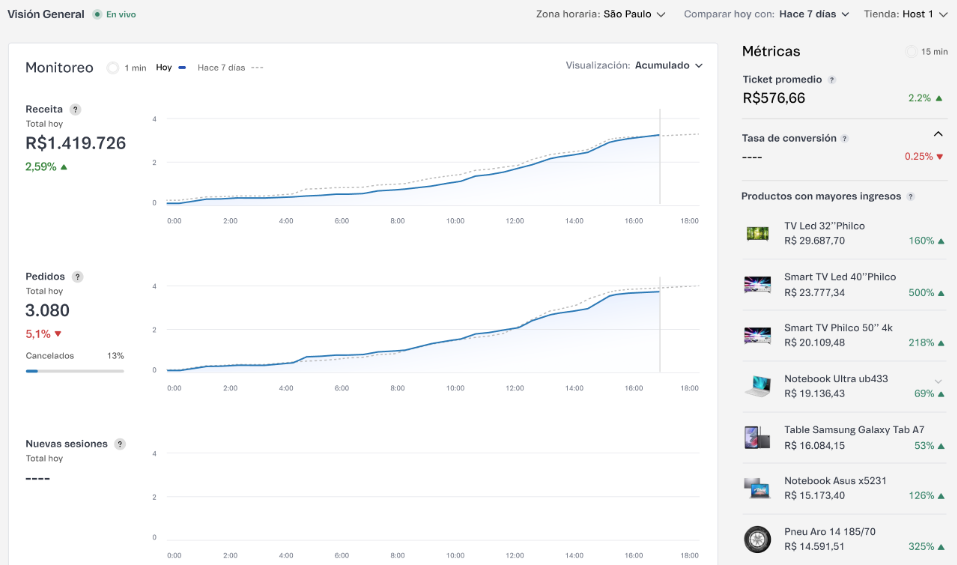 Visión General En vivo
Zona horaria: São Paulo Comparar hoy con: Hace 7 días Tienda: Host 1
Monitoreo 1 min Hoy Hace 7 días
Visualización: Acumulado
Receita ?
Total hoy
R$1.419.726
2,59% ▲
4
2
0
0:00 2:00 4:00 6:00 8:00 10:00 12:00 14:00 16:00 18:00
Pedidos ?
Total hoy
3.080
5,1% ▼
Cancelados 13%
4
2
0
0:00 2:00 4:00 6:00 8:00 10:00 12:00 14:00 16:00 18:00
Nuevas sesiones ?
Total hoy
----
4
2
0
0:00 2:00 4:00 6:00 8:00 10:00 12:00 14:00 16:00 18:00
Métricas 15 min
Ticket promedio ?
R$576,66 2.2% ▲
Tasa de conversión ?
---- 0.25% ▼
Productos con mayores ingresos ?
TV Led 32''Philco
R$ 29.687,70 160% ▲
Smart TV Led 40''Philco
R$ 23.777,34 500% ▲
Smart TV Philco 50'' 4k
R$ 20.109,48 218% ▲
Notebook Ultra ub433
R$ 19.136,43 69% ▲
Table Samsung Galaxy Tab A7
R$ 16.084,15 53% ▲
Notebook Asus x5231
R$ 15.173,40 126% ▲
Pneu Aro 14 185/70
R$ 14.591,51 325% ▲